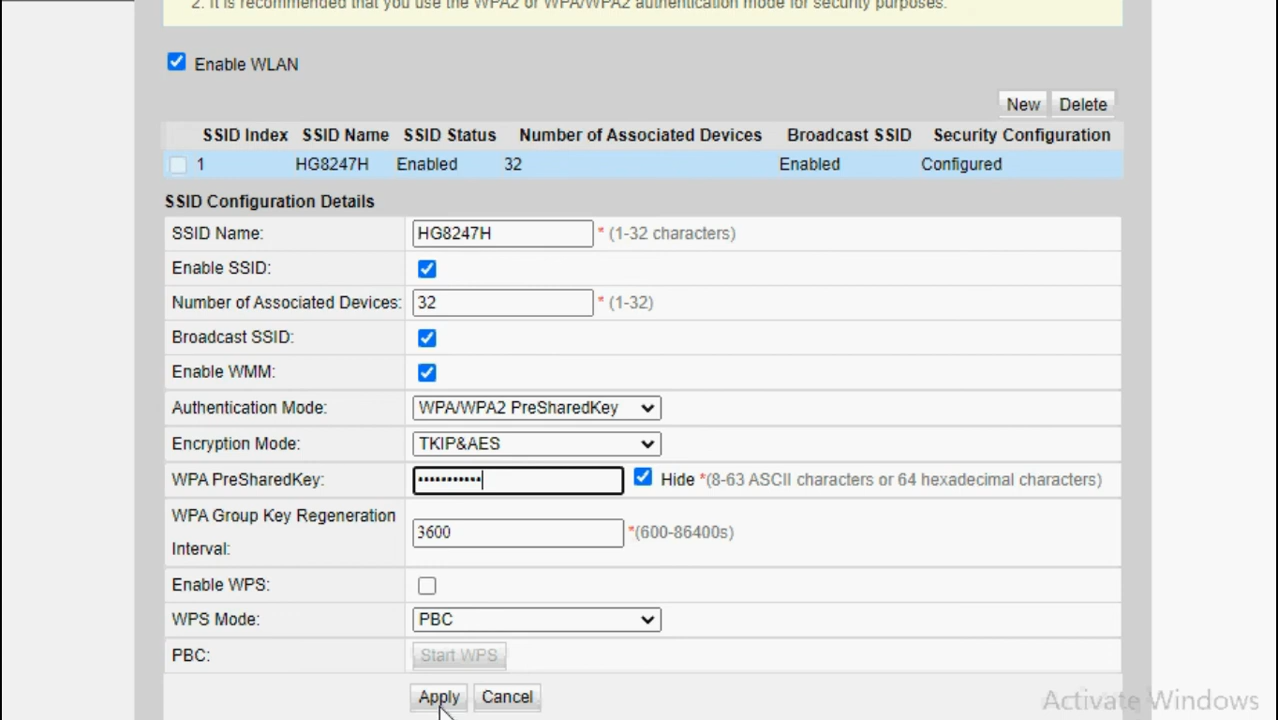 2. It is recommended that you use the WPA2 or WPA/WPA2 authentication mode for security purposes.
Enable WLAN
New Delete
SSID Index SSID Name SSID Status Number of Associated Devices Broadcast SSID Security Configuration
1 HG8247H Enabled 32 Enabled Configured
SSID Configuration Details
SSID Name: HG8247H * (1-32 characters)
Enable SSID:
Number of Associated Devices: 32 * (1-32)
Broadcast SSID:
Enable WMM:
Authentication Mode: WPA/WPA2 PreSharedKey
Encryption Mode: TKIP&AES
WPA PreSharedKey: ••••••••••• Hide *(8-63 ASCII characters or 64 hexadecimal characters)
WPA Group Key Regeneration
Interval: 3600 *(600-86400s)
Enable WPS:
WPS Mode: PBC
PBC: Start WPS
Apply Cancel
Activate Windows